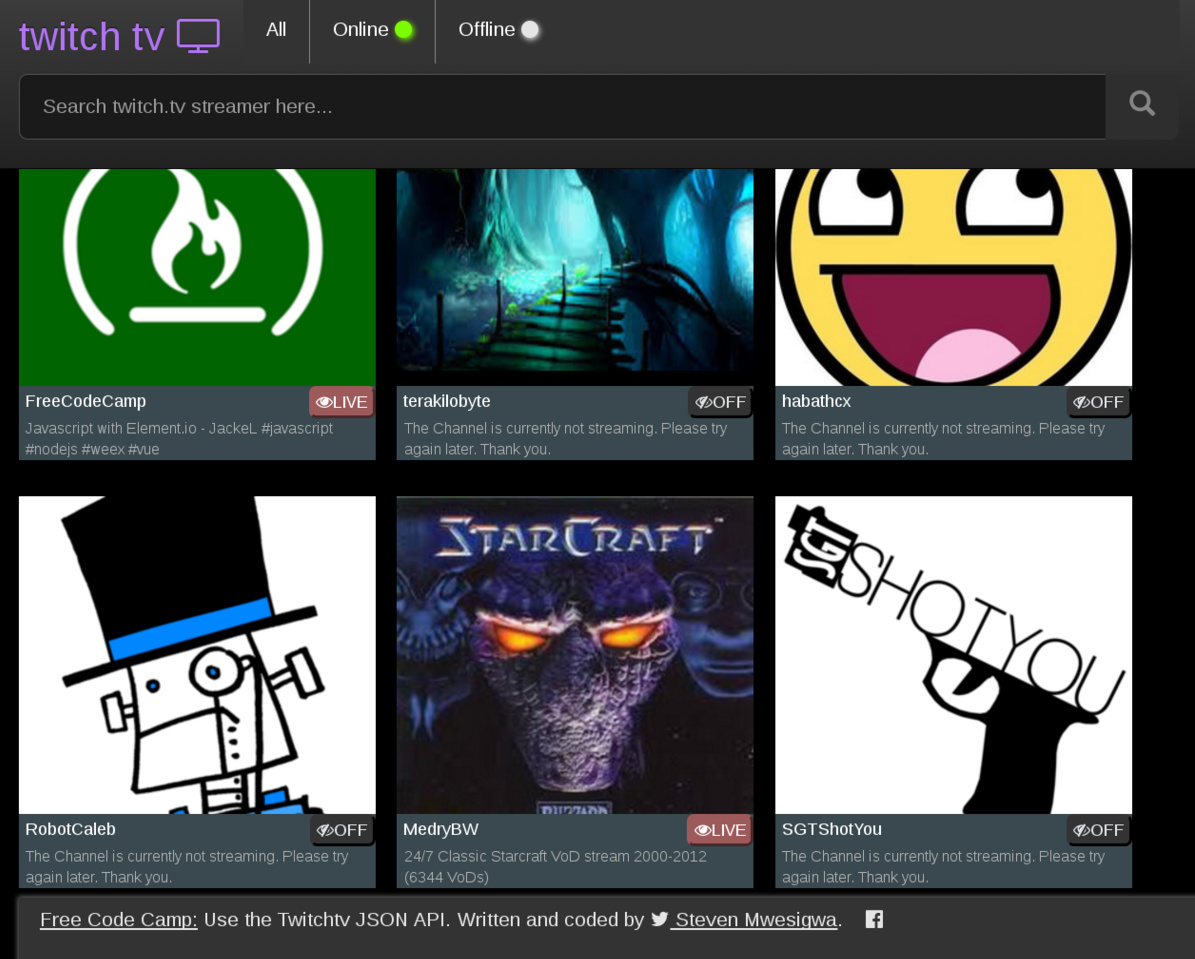 twitch tv
All
Online
Offline
Search twitch.tv streamer here...
FreeCodeCamp
LIVE
Javascript with Element.io - JackeL #javascript
#nodejs #weex #vue
terakilobyte
OFF
The Channel is currently not streaming. Please try
again later. Thank you.
habathcx
OFF
The Channel is currently not streaming. Please try
again later. Thank you.
STARCRAFT™
SGT
SHOTYOU
RobotCaleb
OFF
The Channel is currently not streaming. Please try
again later. Thank you.
MedryBW
LIVE
24/7 Classic Starcraft VoD stream 2000-2012
(6344 VoDs)
SGTShotYou
OFF
The Channel is currently not streaming. Please try
again later. Thank you.
Free Code Camp: Use the Twitchtv JSON API. Written and coded by Steven Mwesigwa.